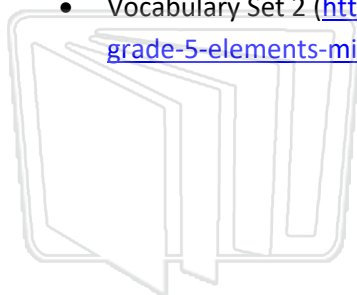 • Vocabulary Set 2 (htt
grade-5-elements-mi